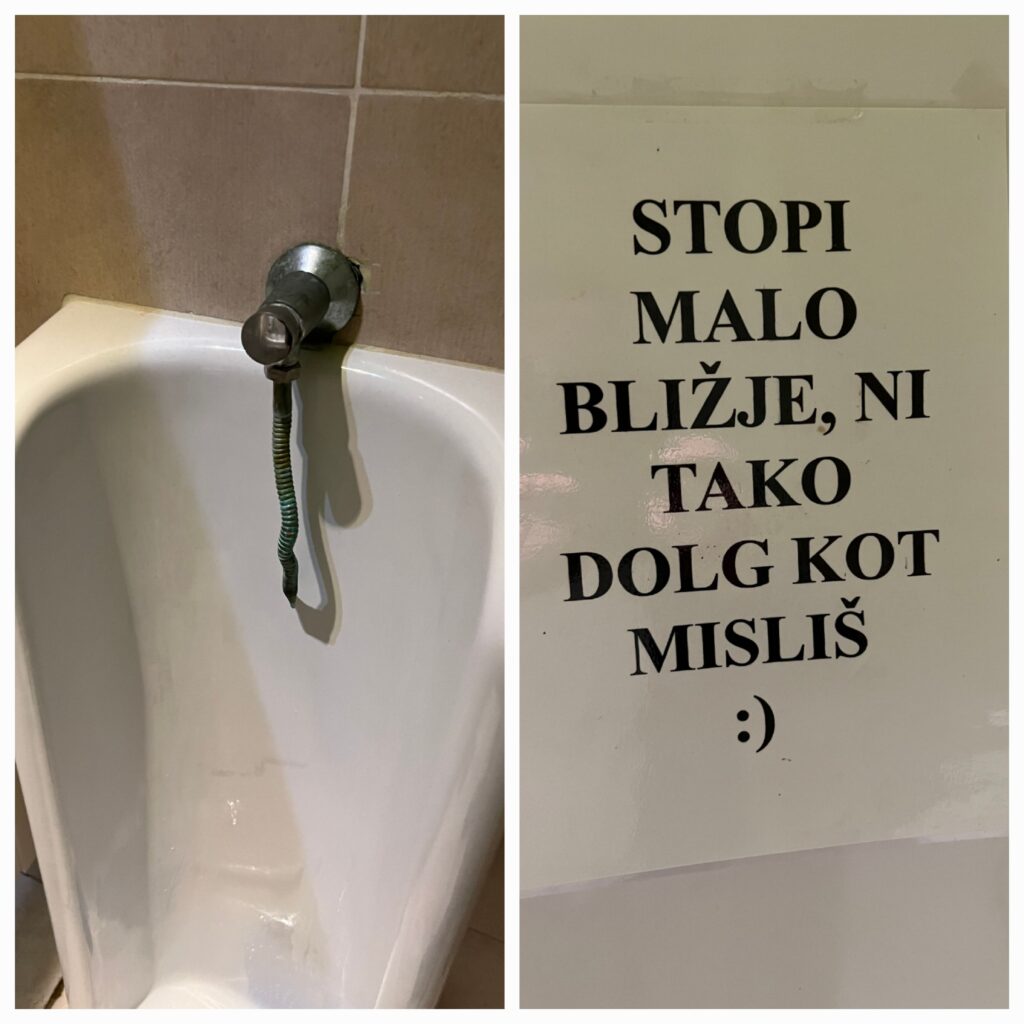 STOPI
MALO
BLIŽJE, NI
TAKO
DOLG KOT
MISLIŠ
:)